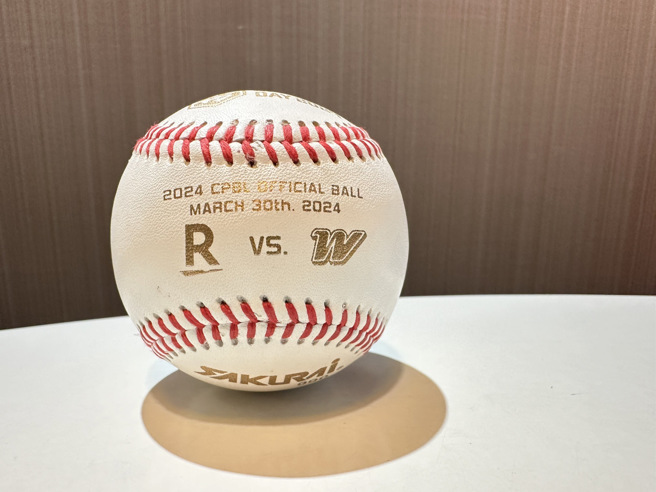 2024 CPBL OFFICIAL BALL
MARCH 30th. 2024
R VS. W
SAKURAI